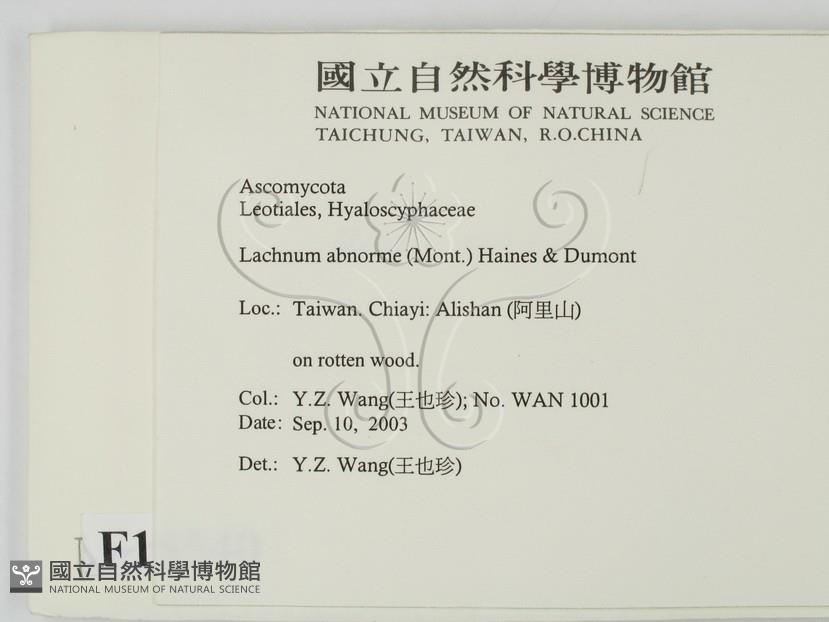 國立自然科學博物館
NATIONAL MUSEUM OF NATURAL SCIENCE
TAICHUNG, TAIWAN, R.O.CHINA
Ascomycota
Leotiales, Hyaloscyphaceae
Lachnum abnorme (Mont.) Haines & Dumont
Loc.: Taiwan. Chiayi: Alishan (阿里山)
on rotten wood.
Col.: Y.Z. Wang(王也珍); No. WAN 1001
Date: Sep. 10, 2003
Det.: Y.Z. Wang(王也珍)
F1
國立自然科學博物館
NATIONAL MUSEUM OF NATURAL SCIENCE